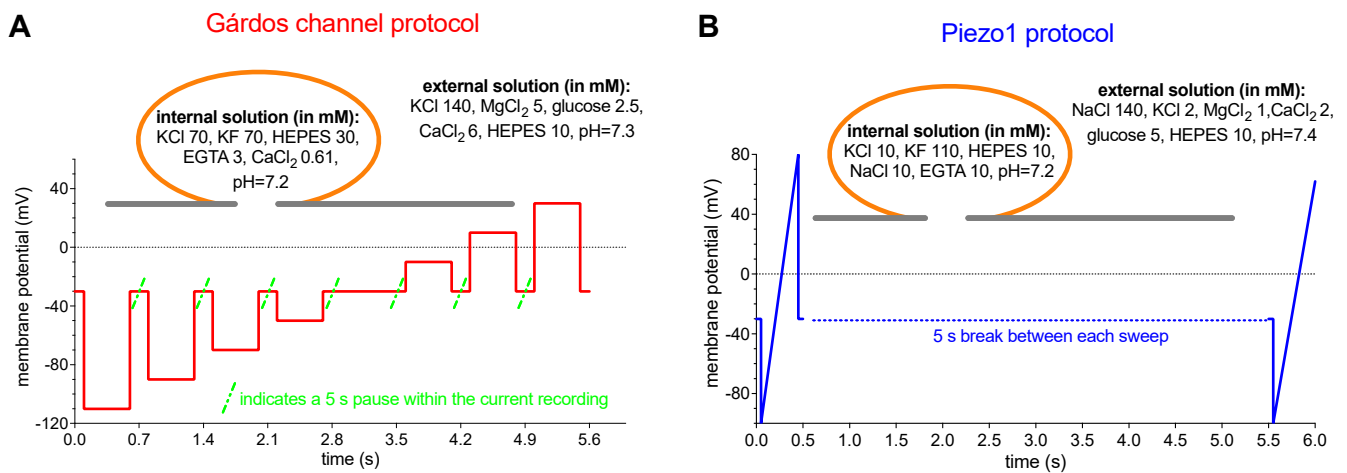 A
Gárdos channel protocol
external solution (in mM):
KCl 140, MgCl2 5, glucose 2.5,
CaCl2 6, HEPES 10, pH=7.3
internal solution (in mM):
KCl 70, KF 70, HEPES 30,
EGTA 3, CaCl2 0.61,
pH=7.2
membrane potential (mV)
40
0
-40
-80
-120
indicates a 5 s pause within the current recording
0.0 0.7 1.4 2.1 2.8 3.5 4.2 4.9 5.6
time (s)
B
Piezo1 protocol
external solution (in mM):
NaCl 140, KCl 2, MgCl2 1,CaCl2 2,
glucose 5, HEPES 10, pH=7.4
internal solution (in mM):
KCl 10, KF 110, HEPES 10,
NaCl 10, EGTA 10, pH=7.2
membrane potential (mV)
80
40
0
-40
-80
5 s break between each sweep
0.0 0.5 1.0 1.5 2.0 2.5 3.0 3.5 4.0 4.5 5.0 5.5 6.0
time (s)